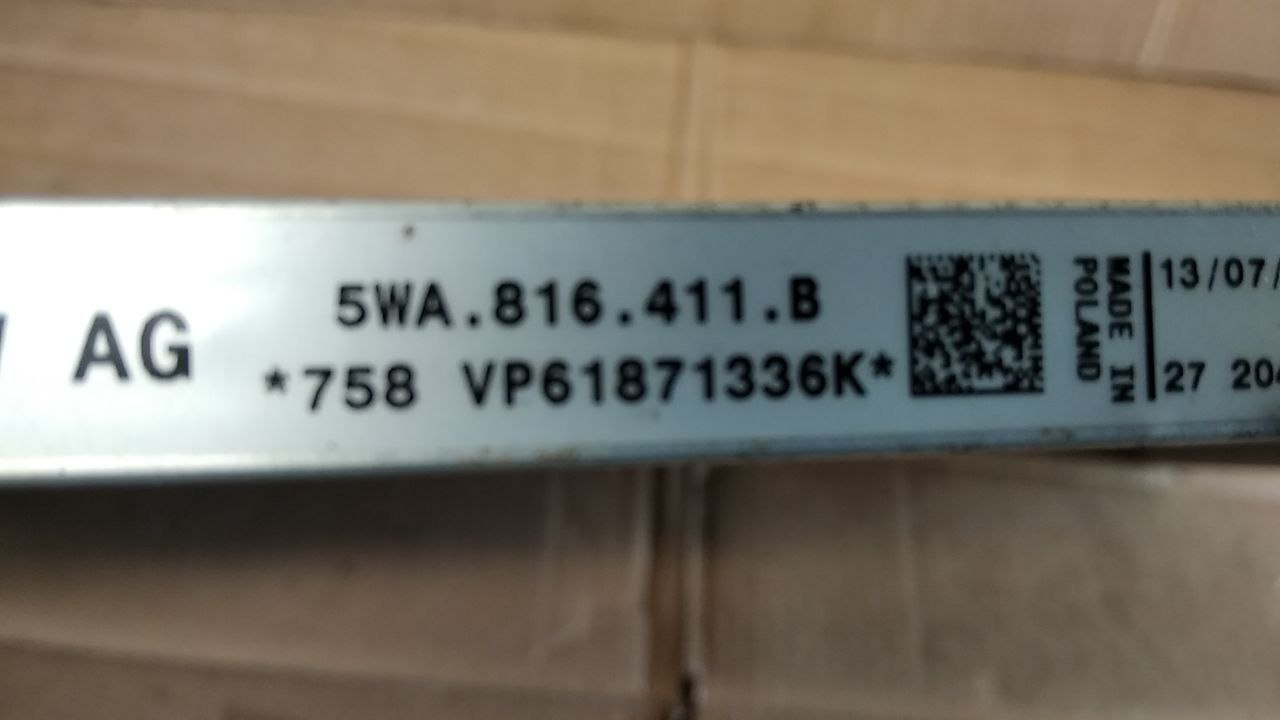 AG
5WA.816.411.B
*758 VP61871336K*
MADE IN
POLAND
13/07/
27 20